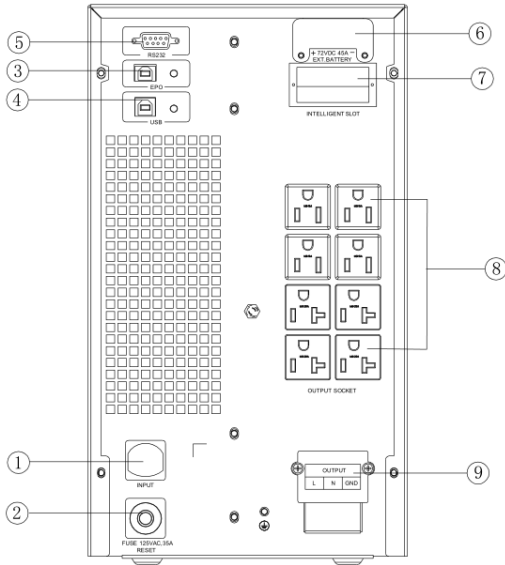 ⑤
RS232
③
EPO
④
USB
+ 72VDC 45A −
EXT.BATTERY
⑥
⑦
INTELLIGENT SLOT
⑧
OUTPUT SOCKET
①
INPUT
②
FUSE 125VAC,35A
RESET
OUTPUT
L N GND
⑨